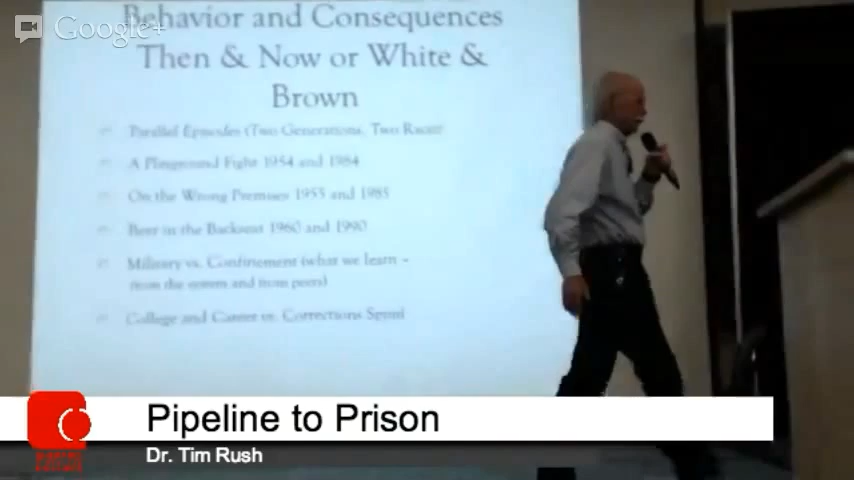 Google+
Behavior and Consequences
Then & Now or White &
Brown
Parallel Episodes (Two Generations, Two Races)
A Playground Fight 1954 and 1984
On the Wrong Premises 1955 and 1985
Beer in the Backseat 1960 and 1990
Military vs. Confinement (what we learn –
from the system and from peers)
College and Career vs. Corrections Spiral
Pipeline to Prison
Dr. Tim Rush